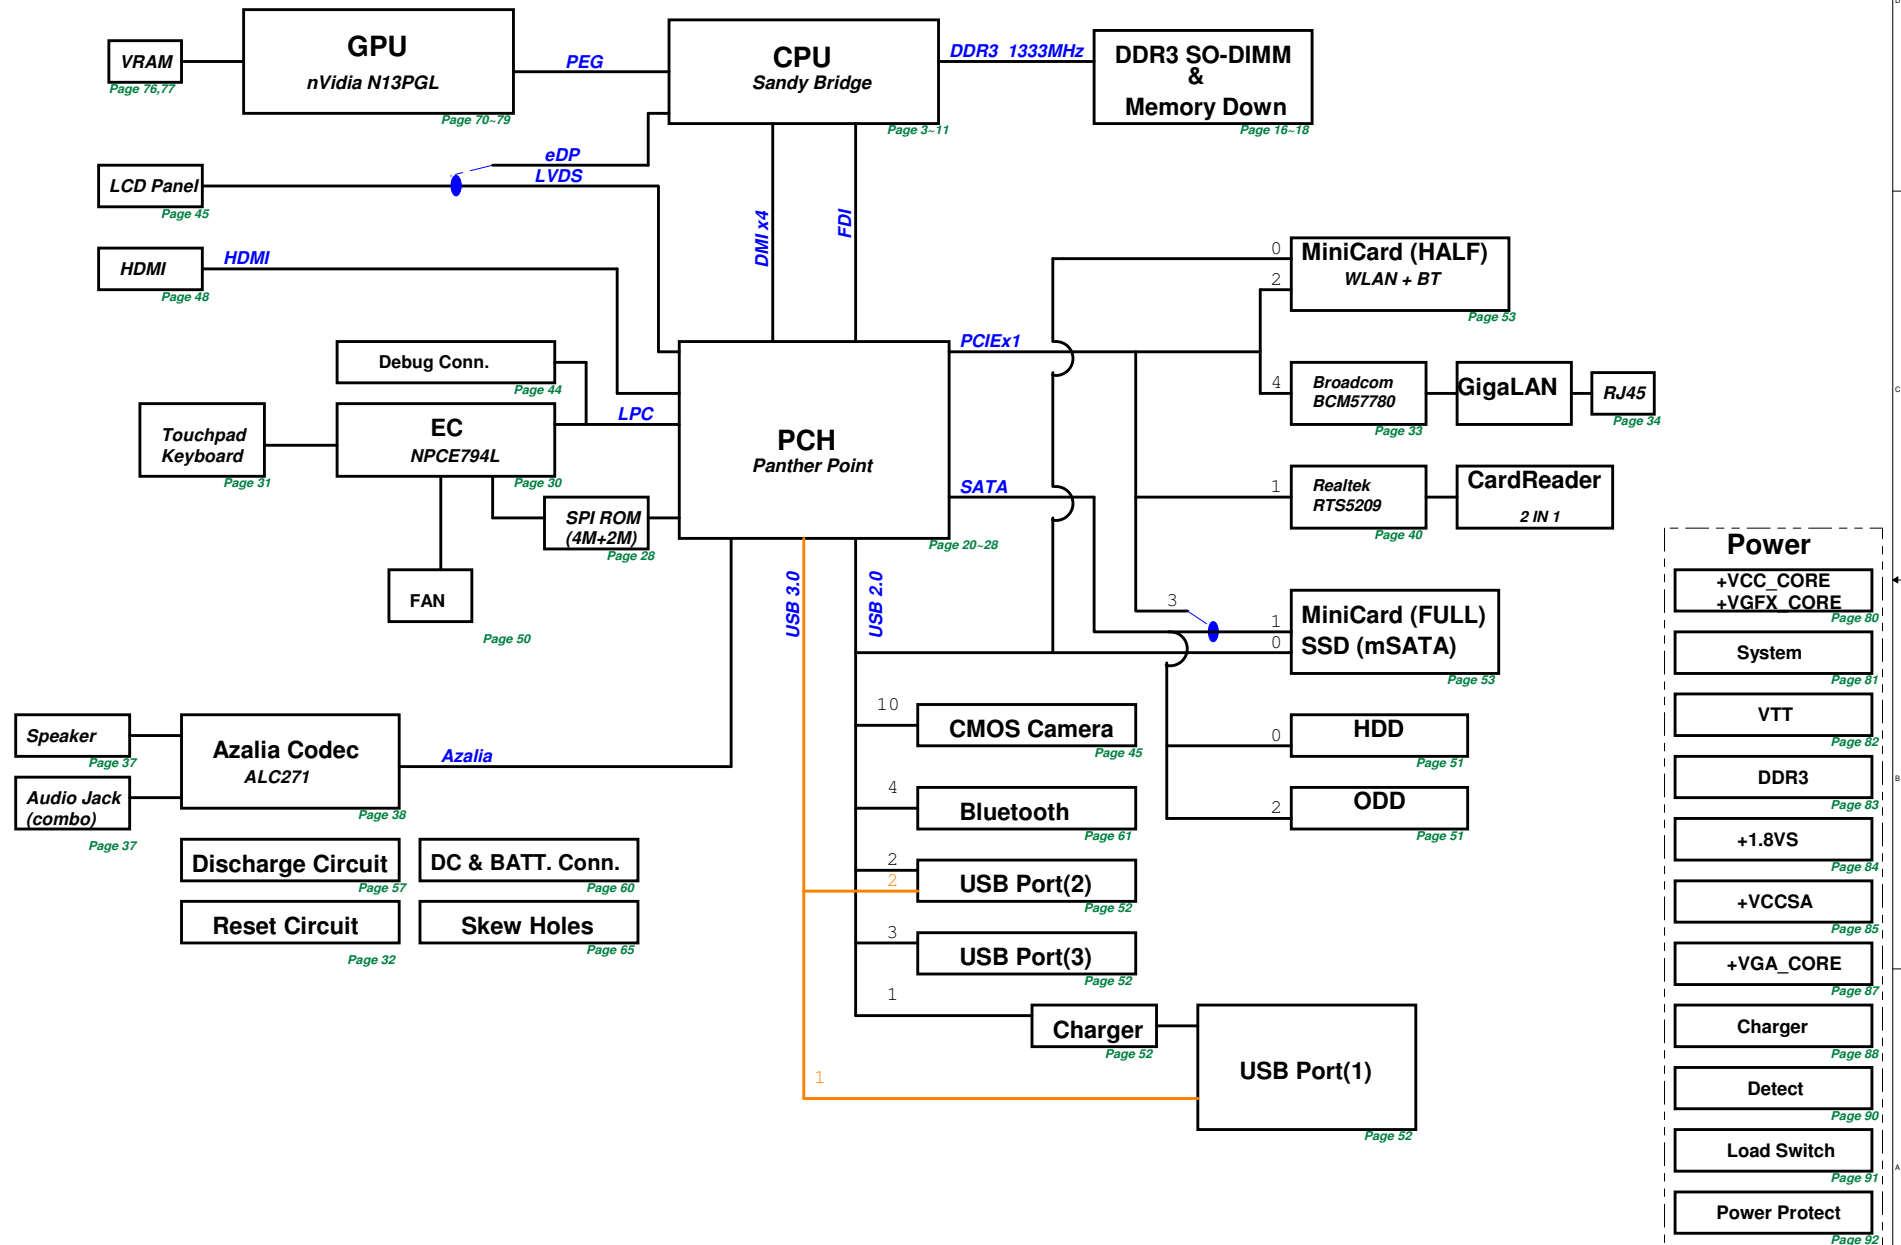 GPU
nVidia N13PGL
Page 70~79
VRAM
Page 76,77
PEG
CPU
Sandy Bridge
Page 3~11
DDR3 1333MHz
DDR3 SO-DIMM
&
Memory Down
Page 16~18
eDP
LVDS
LCD Panel
Page 45
HDMI
HDMI
Page 48
DMI x4
FDI
Debug Conn.
Page 44
LPC
EC
NPCE794L
Page 30
Touchpad
Keyboard
Page 31
SPI ROM
(4M+2M)
Page 28
FAN
Page 50
PCH
Panther Point
Page 20~28
PCIEx1
SATA
USB 3.0
USB 2.0
0
2
MiniCard (HALF)
WLAN + BT
Page 53
4
Broadcom
BCM57780
Page 33
GigaLAN
RJ45
Page 34
1
Realtek
RTS5209
Page 40
CardReader
2 IN 1
3
1
0
MiniCard (FULL)
SSD (mSATA)
Page 53
0
HDD
Page 51
2
ODD
Page 51
10
CMOS Camera
Page 45
4
Bluetooth
Page 61
2
2
USB Port(2)
Page 52
3
USB Port(3)
Page 52
1
Charger
Page 52
1
USB Port(1)
Page 52
Speaker
Page 37
Audio Jack
(combo)
Page 37
Azalia Codec
ALC271
Page 38
Azalia
Discharge Circuit
Page 57
DC & BATT. Conn.
Page 60
Reset Circuit
Page 32
Skew Holes
Page 65
Power
+VCC_CORE
+VGFX_CORE
Page 80
System
Page 81
VTT
Page 82
DDR3
Page 83
+1.8VS
Page 84
+VCCSA
Page 85
+VGA_CORE
Page 87
Charger
Page 88
Detect
Page 90
Load Switch
Page 91
Power Protect
Page 92
C
B
A